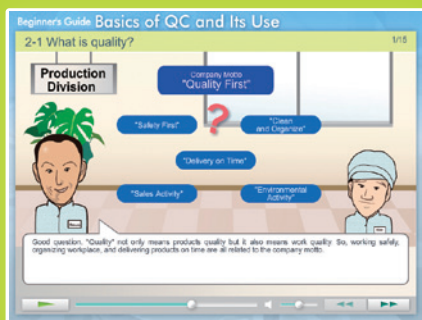 Beginner's Guide Basics of QC and Its Use
2-1 What is quality?
1/15
Production
Division
Company Motto
"Quality First"
?
"Safety First"
"Clean
and Organize"
"Delivery on Time"
"Sales Activity"
"Environmental
Activity"
Good question. "Quality" not only means products quality but it also means work quality. So, working safely,
organizing workplace, and delivering products on time are all related to the company motto.